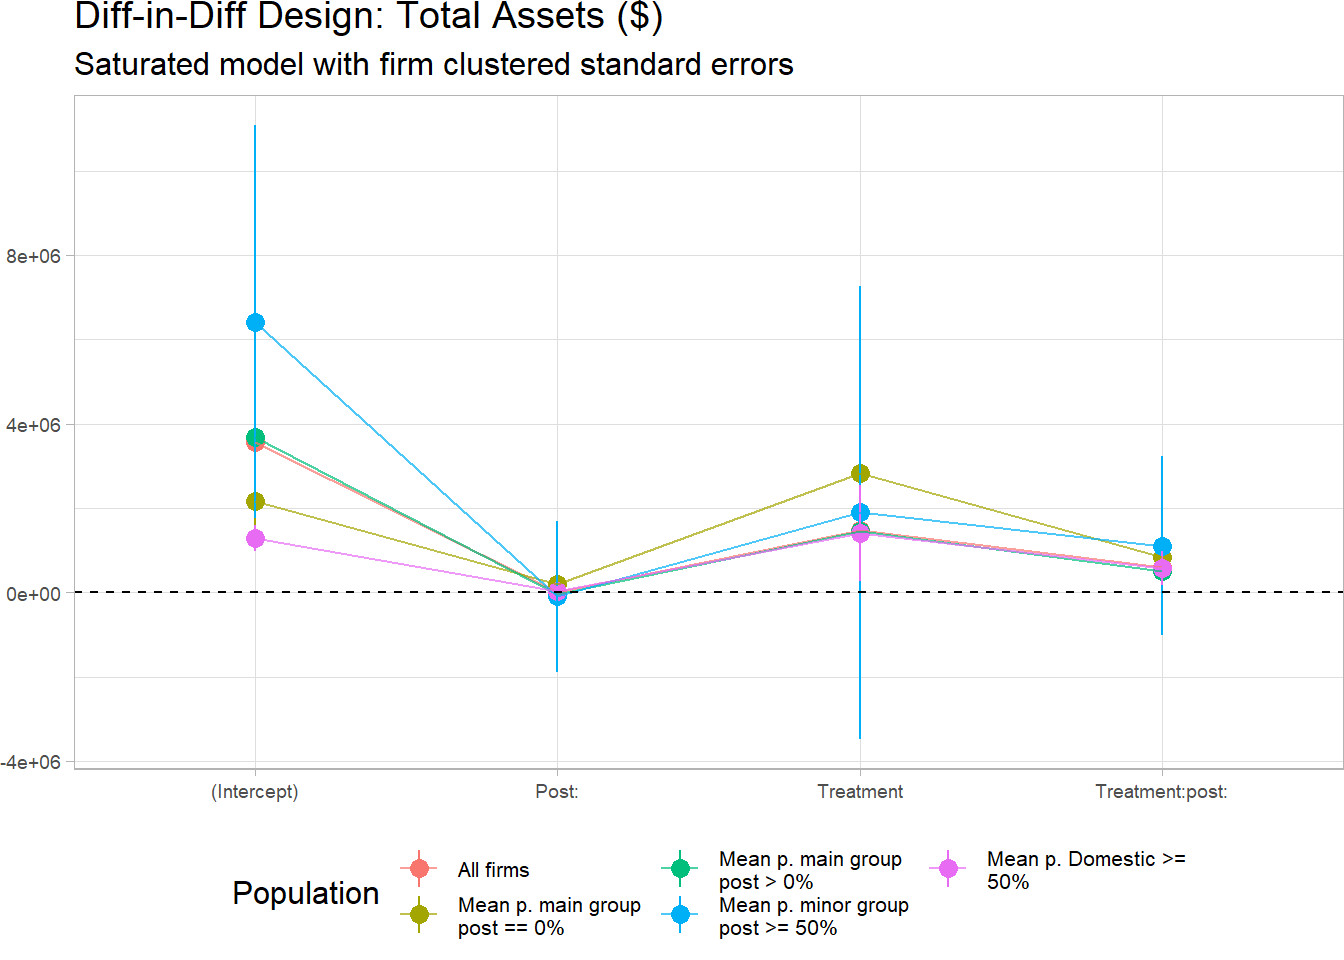 Diff-in-Diff Design: Total Assets ($)
Saturated model with firm clustered standard errors
8e+06
4e+06
0e+00
-4e+06
(Intercept)
Post:
Treatment
Treatment:post:
Population
All firms
Mean p. main group
post == 0%
Mean p. main group
post > 0%
Mean p. minor group
post >= 50%
Mean p. Domestic >=
50%